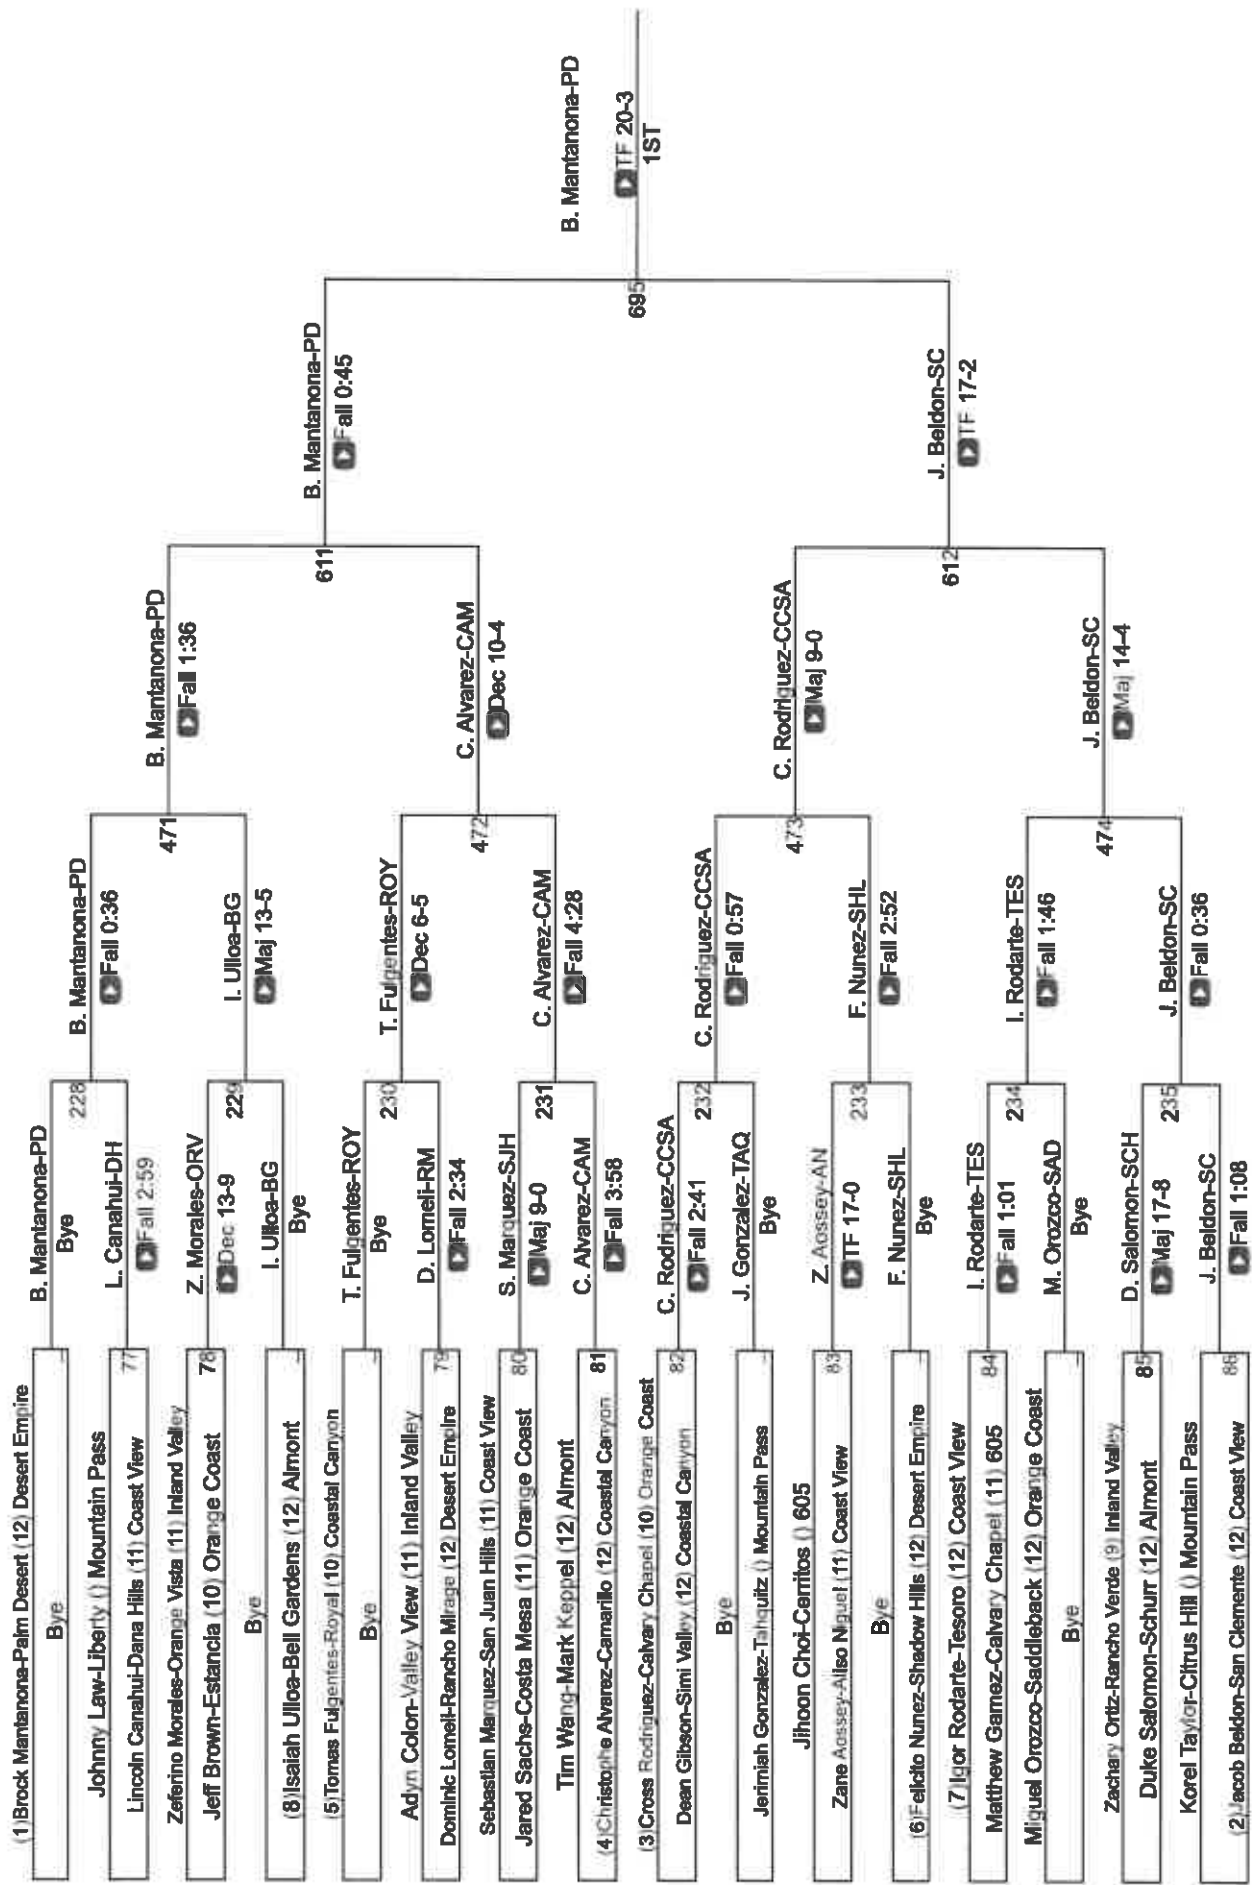 (1)Brock Mantanona-Palm Desert (12) Desert Empire
Bye
Johnny Law-Liberty () Mountain Pass
77
Lincoln Canahui-Dana Hills (11) Coast View
Zeferino Morales-Orange Vista (11) Inland Valley
78
Jeff Brown-Estancia (10) Orange Coast
Bye
(8)Isaiah Ulloa-Bell Gardens (12) Almont
(5)Tomas Fulgentes-Royal (10) Coastal Canyon
Bye
Adyn Colon-Valley View (11) Inland Valley
79
Dominic Lomeli-Rancho Mirage (12) Desert Empire
Sebastian Marquez-San Juan Hills (11) Coast View
80
Jared Sachs-Costa Mesa (11) Orange Coast
Tim Wang-Mark Keppel (12) Almont
81
(4)Christophe Alvarez-Camarillo (12) Coastal Canyon
(3)Cross Rodriguez-Calvary Chapel (10) Orange Coast
82
Dean Gibson-Simi Valley (12) Coastal Canyon
Bye
Jerimiah Gonzalez-Tahquitz () Mountain Pass
Jihoon Choi-Cerritos () 605
83
Zane Aossey-Aliso Niguel (11) Coast View
Bye
(6)Felicito Nunez-Shadow Hills (12) Desert Empire
(7)Igor Rodarte-Tesoro (12) Coast View
84
Matthew Gamez-Calvary Chapel (11) 605
Miguel Orozco-Saddleback (12) Orange Coast
Bye
Zachary Ortiz-Rancho Verde (9) Inland Valley
85
Duke Salomon-Schurr (12) Almont
Korel Taylor-Citrus Hill () Mountain Pass
86
(2)Jacob Beldon-San Clemente (12) Coast View
B. Mantanona-PD
Bye
228
L. Canahui-DH
Fall 2:59
Z. Morales-ORV
Dec 13-9
229
I. Ulloa-BG
Bye
T. Fulgentes-ROY
Bye
230
D. Lomeli-RM
Fall 2:34
S. Marquez-SJH
Maj 9-0
231
C. Alvarez-CAM
Fall 3:58
C. Rodriguez-CCSA
Fall 2:41
232
J. Gonzalez-TAQ
Bye
Z. Aossey-AN
TF 17-0
233
F. Nunez-SHL
Bye
I. Rodarte-TES
Fall 1:01
234
M. Orozco-SAD
Bye
D. Salomon-SCH
Maj 17-8
235
J. Beldon-SC
Fall 1:08
B. Mantanona-PD
Fall 0:36
471
I. Ulloa-BG
Maj 13-5
T. Fulgentes-ROY
Dec 6-5
472
C. Alvarez-CAM
Fall 4:28
C. Rodriguez-CCSA
Fall 0:57
473
F. Nunez-SHL
Fall 2:52
I. Rodarte-TES
Fall 1:46
474
J. Beldon-SC
Fall 0:36
B. Mantanona-PD
Fall 1:36
611
C. Alvarez-CAM
Dec 10-4
C. Rodriguez-CCSA
Maj 9-0
612
J. Beldon-SC
Maj 14-4
B. Mantanona-PD
Fall 0:45
695
J. Beldon-SC
TF 17-2
B. Mantanona-PD
TF 20-3
1ST